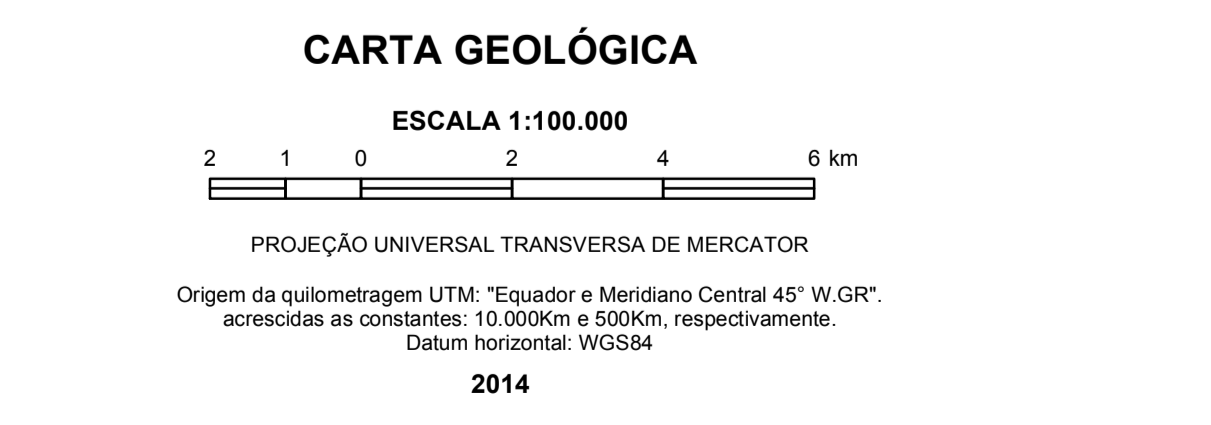 CARTA GEOLÓGICA
ESCALA 1:100.000
2 1 0 2 4 6 km
PROJEÇÃO UNIVERSAL TRANSVERSA DE MERCATOR
Origem da quilometragem UTM: "Equador e Meridiano Central 45° W.GR".
acrescidas as constantes: 10.000Km e 500Km, respectivamente.
Datum horizontal: WGS84
2014